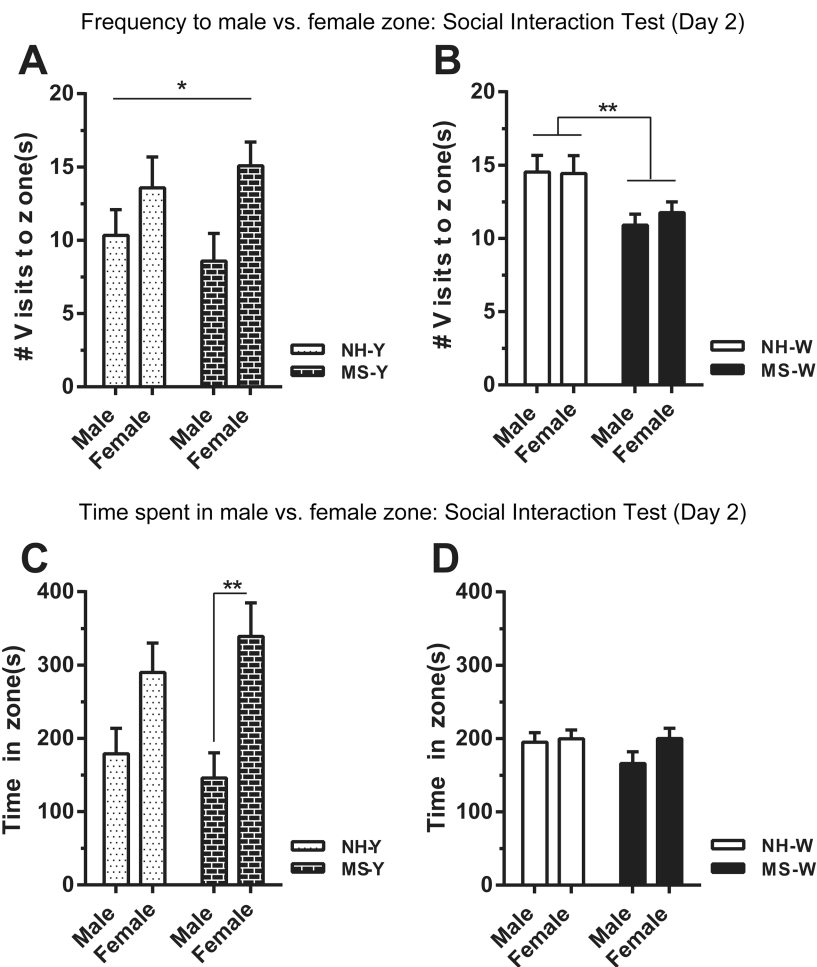 Frequency to male vs. female zone: Social Interaction Test (Day 2)
A
# Visits to zone(s)
20
15
10
5
0
*
Male
Female
Male
Female
NH-Y
MS-Y
B
# Visits to zone(s)
20
15
10
5
0
**
Male
Female
Male
Female
NH-W
MS-W
Time spent in male vs. female zone: Social Interaction Test (Day 2)
C
Time in zone(s)
400
300
200
100
0
**
Male
Female
Male
Female
NH-Y
MS-Y
D
Time in zone(s)
400
300
200
100
0
Male
Female
Male
Female
NH-W
MS-W